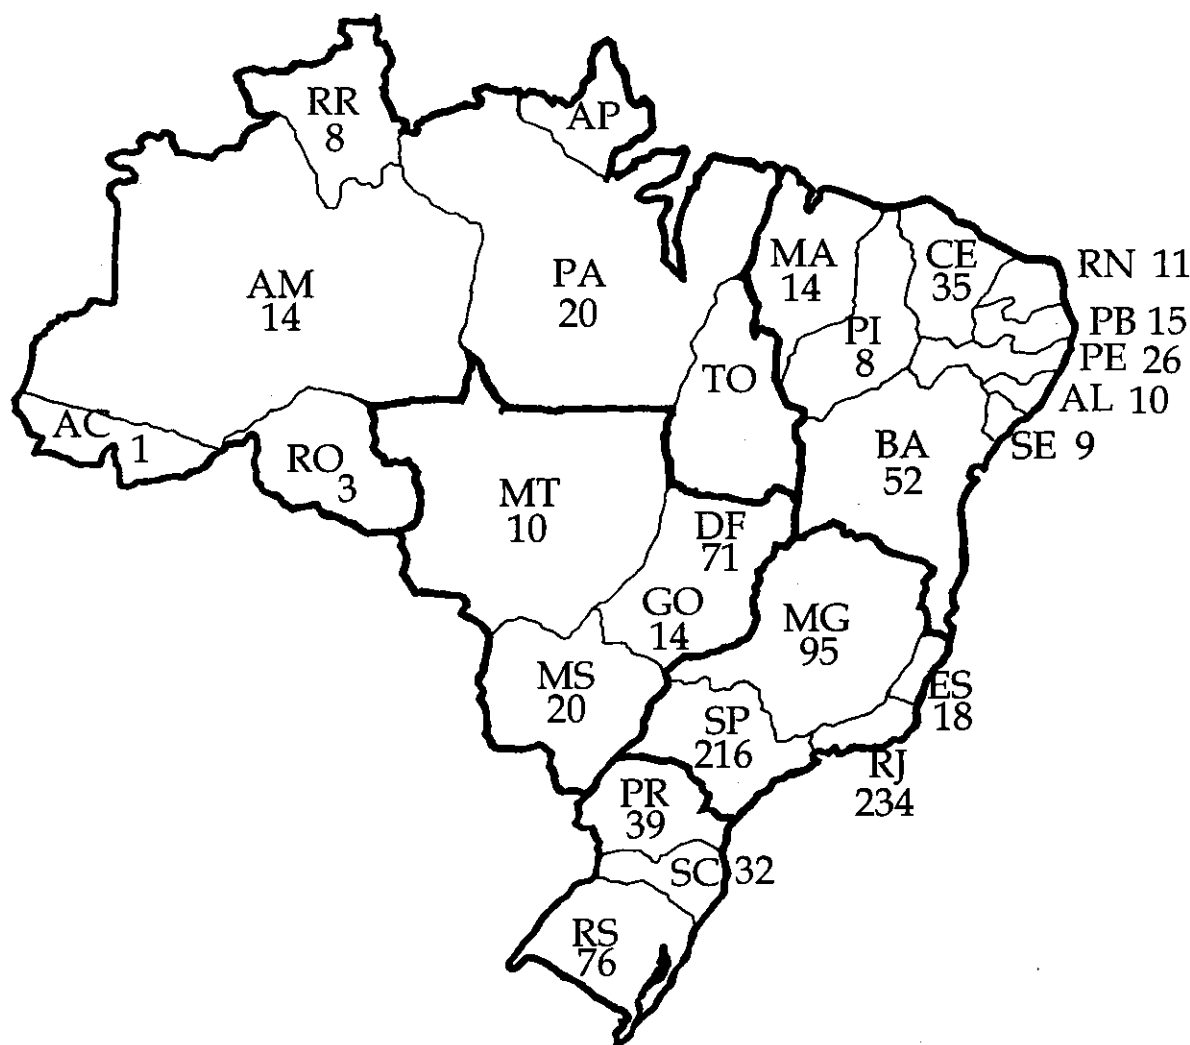 RR
8
AP
AM
14
PA
20
MA
14
PI
8
CE
35
RN 11
PB 15
PE 26
AL 10
SE 9
TO
AC
1
RO
3
MT
10
BA
52
DF
71
GO
14
MG
95
ES
18
MS
20
SP
216
RJ
234
PR
39
SC 32
RS
76